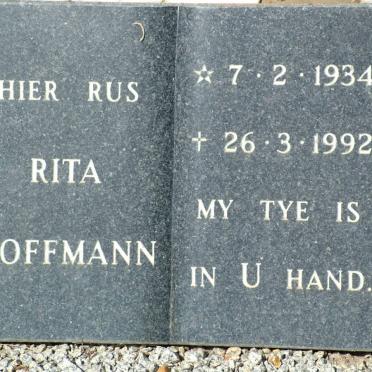 HIER RUS
RITA
OFFMANN
☆ 7·2·1934
✝ 26·3·1992
MY TYE IS
IN U HAND.